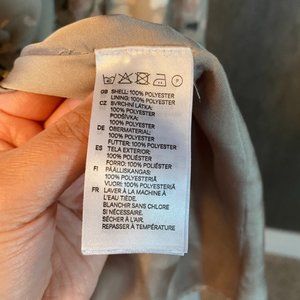 GB SHELL: 100% POLYESTER
LINING: 100% POLYESTER
CZ SVRCHNÍ LÁTKA:
100% POLYESTER
PODŠÍVKA:
100% POLYESTER
DE OBERMATERIAL:
100% POLYESTER
FUTTER: 100% POLYESTER
ES TELA EXTERIOR:
100% POLIÉSTER
FORRO: 100% POLIÉSTER
FI PÄÄLLISKANGAS:
100% POLYESTERIÄ
VUORI: 100% POLYESTERIÄ
FR LAVER À LA MACHINE À
L'EAU TIÈDE.
BLANCHIR SANS CHLORE
SI NÉCESSAIRE.
SÉCHER À L'AIR.
REPASSER À TEMPÉRATURE